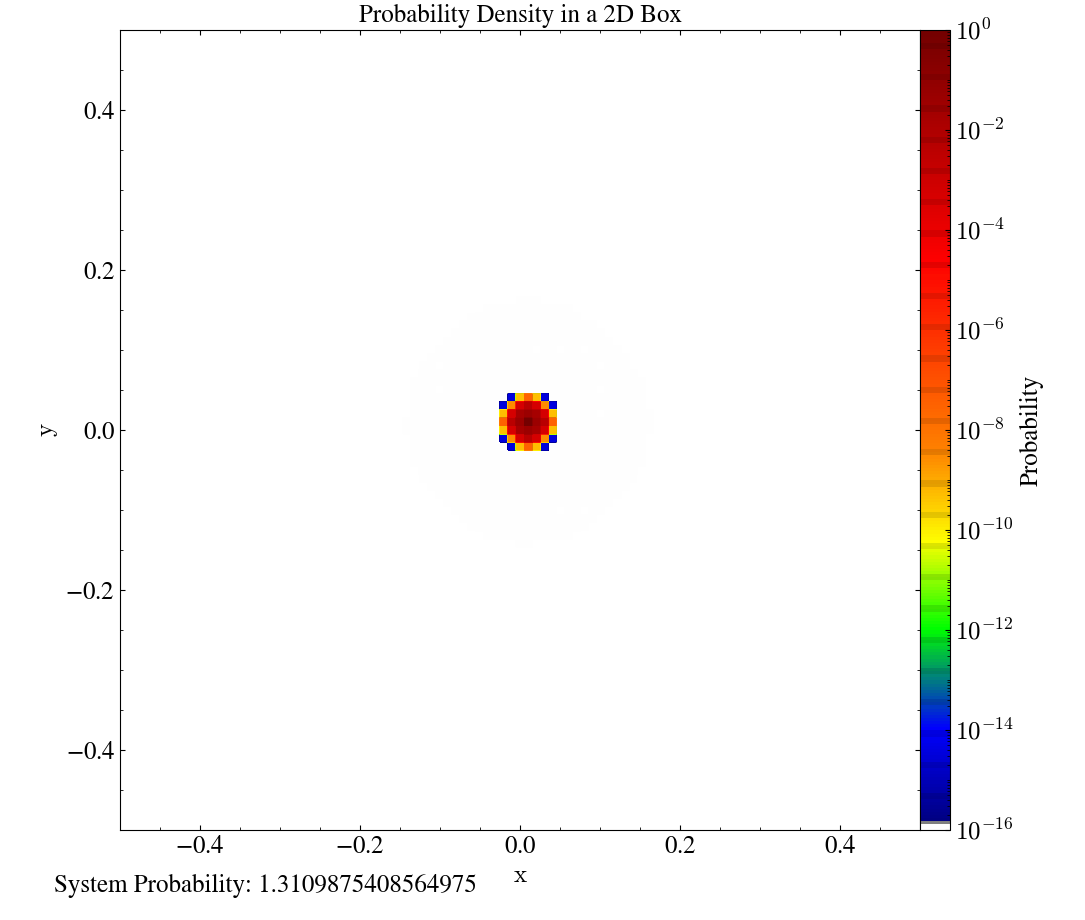 Probability Density in a 2D Box
10⁰
10⁻²
10⁻⁴
10⁻⁶
10⁻⁸
10⁻¹⁰
10⁻¹²
10⁻¹⁴
10⁻¹⁶
Probability
0.4
0.2
0.0
−0.2
−0.4
y
−0.4 −0.2 0.0 0.2 0.4
x
System Probability: 1.3109875408564975